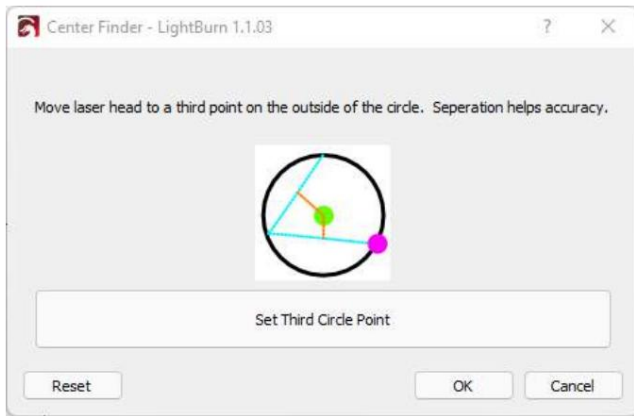 Center Finder - LightBurn 1.1.03 ?
Move laser head to a third point on the outside of the circle. Seperation helps accuracy.
Set Third Circle Point
Reset OK Cancel